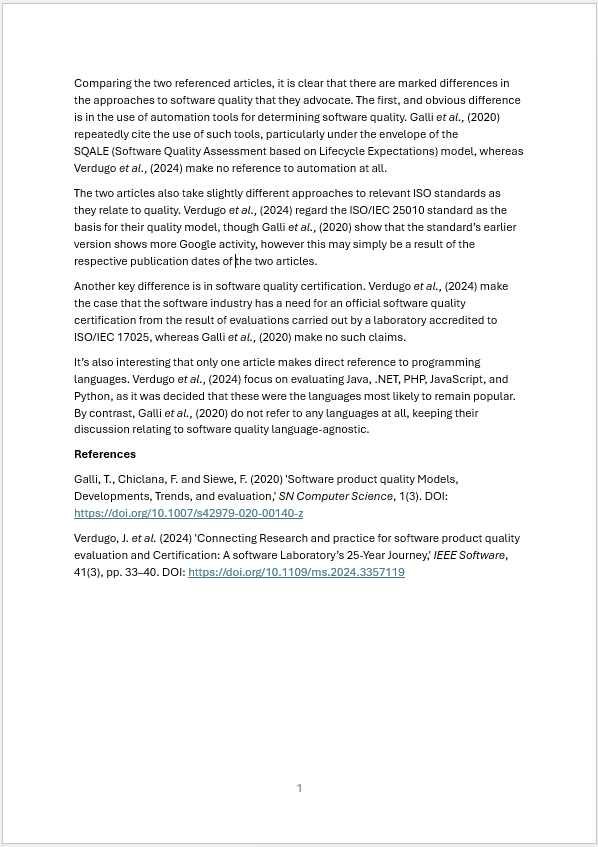 Comparing the two referenced articles, it is clear that there are marked differences in
the approaches to software quality that they advocate. The first, and obvious difference
is in the use of automation tools for determining software quality. Galli et al., (2020)
repeatedly cite the use of such tools, particularly under the envelope of the
SQALE (Software Quality Assessment based on Lifecycle Expectations) model, whereas
Verdugo et al., (2024) make no reference to automation at all.
The two articles also take slightly different approaches to relevant ISO standards as
they relate to quality. Verdugo et al., (2024) regard the ISO/IEC 25010 standard as the
basis for their quality model, though Galli et al., (2020) show that the standard’s earlier
version shows more Google activity, however this may simply be a result of the
respective publication dates of the two articles.
Another key difference is in software quality certification. Verdugo et al., (2024) make
the case that the software industry has a need for an official software quality
certification from the result of evaluations carried out by a laboratory accredited to
ISO/IEC 17025, whereas Galli et al., (2020) make no such claims.
It’s also interesting that only one article makes direct reference to programming
languages. Verdugo et al., (2024) focus on evaluating Java, .NET, PHP, JavaScript, and
Python, as it was decided that these were the languages most likely to remain popular.
By contrast, Galli et al., (2020) do not refer to any languages at all, keeping their
discussion relating to software quality language-agnostic.
References
Galli, T., Chiclana, F. and Siewe, F. (2020) 'Software product quality Models,
Developments, Trends, and evaluation,' SN Computer Science, 1(3). DOI:
https://doi.org/10.1007/s42979-020-00140-z
Verdugo, J. et al. (2024) 'Connecting Research and practice for software product quality
evaluation and Certification: A software Laboratory’s 25-Year Journey,' IEEE Software,
41(3), pp. 33–40. DOI: https://doi.org/10.1109/ms.2024.3357119
1